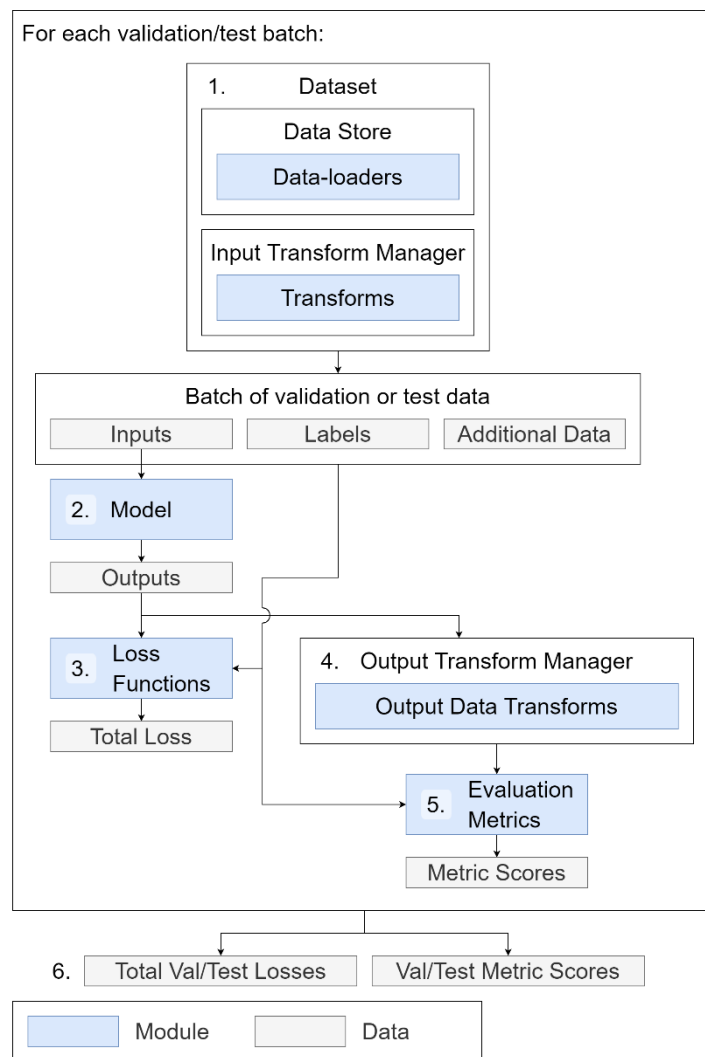 For each validation/test batch:
1. Dataset
Data Store
Data-loaders
Input Transform Manager
Transforms
Batch of validation or test data
Inputs Labels Additional Data
2. Model
Outputs
3. Loss
Functions
Total Loss
4. Output Transform Manager
Output Data Transforms
5. Evaluation
Metrics
Metric Scores
6. Total Val/Test Losses Val/Test Metric Scores
Module Data